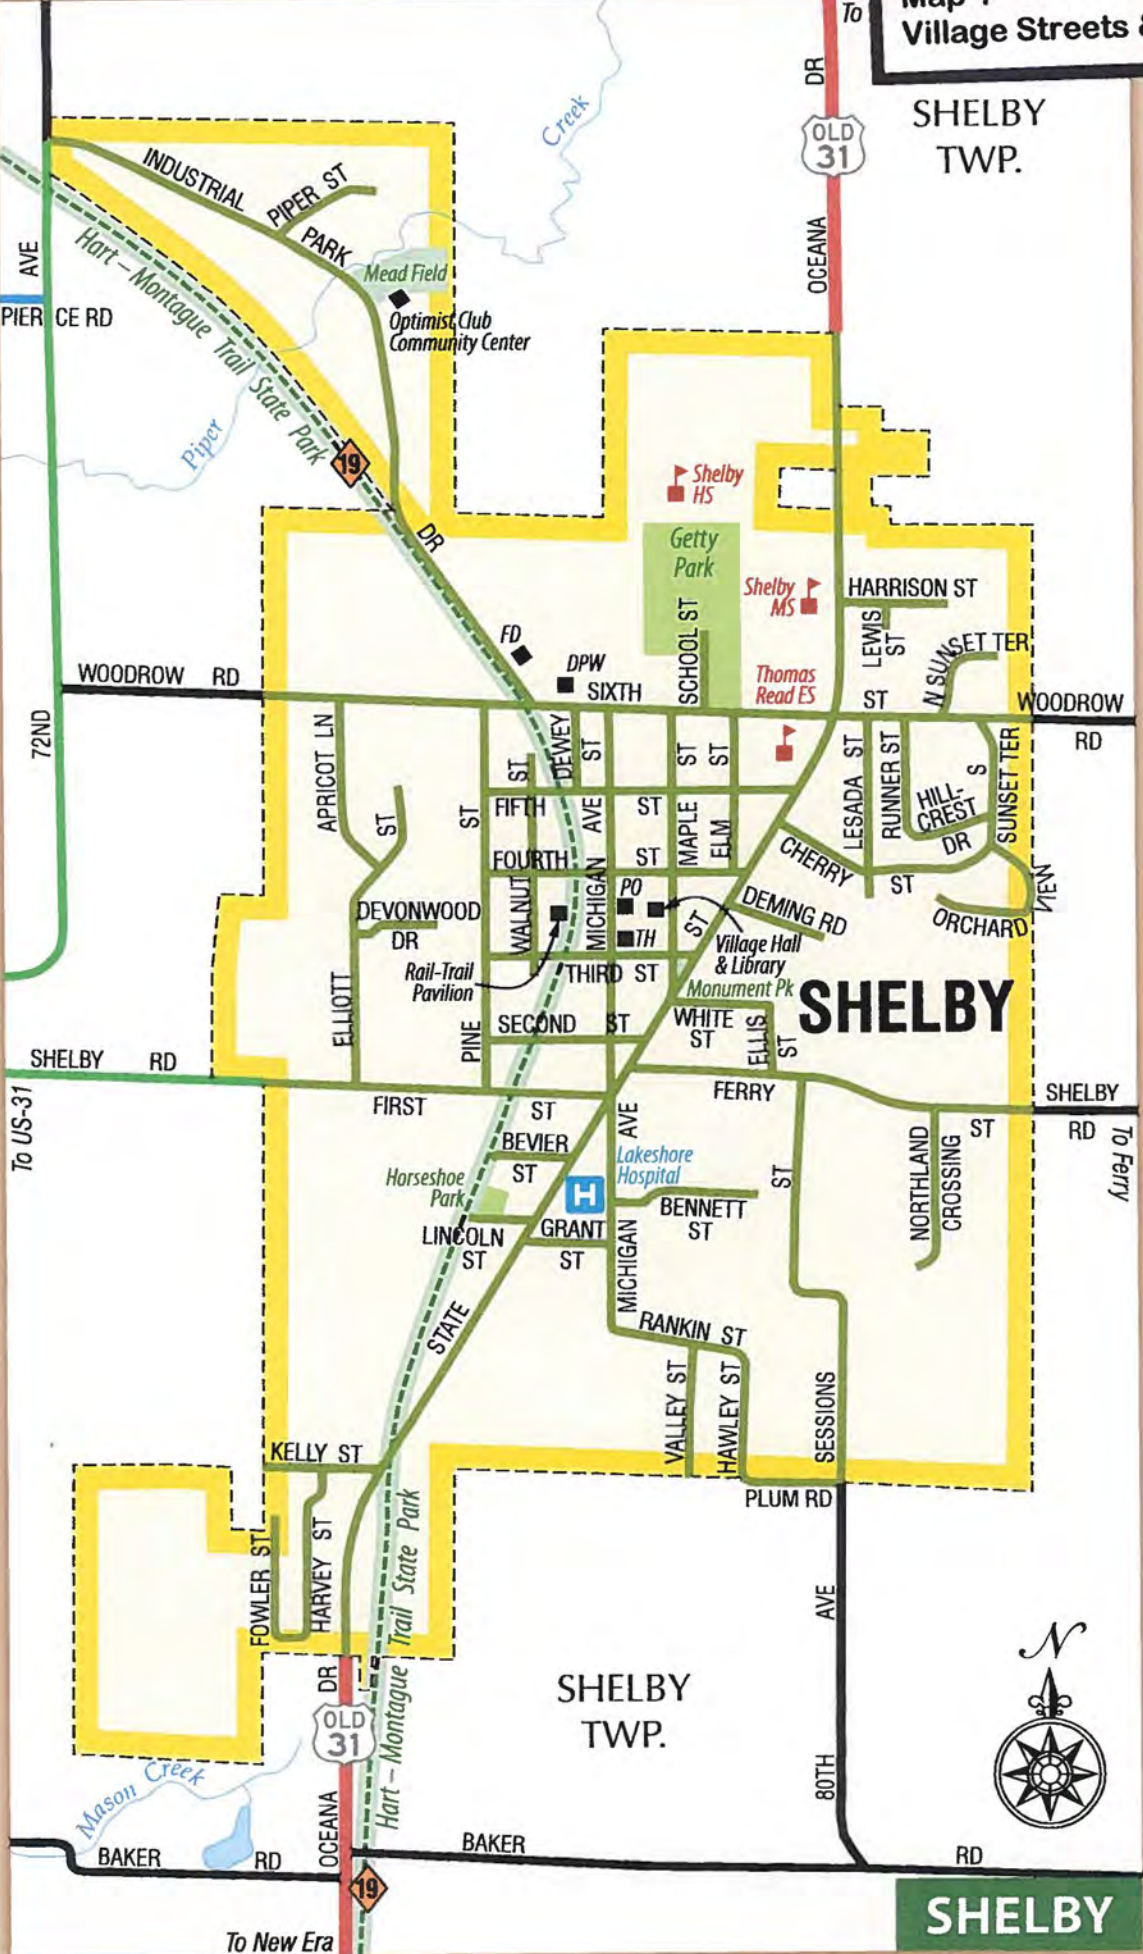 To
Village Streets &
SHELBY
TWP.
DR
OLD
31
OCEANA
Creek
INDUSTRIAL
PIPER ST
PARK
Mead Field
Optimist Club
Community Center
AVE
PIER CE RD
Hart – Montague Trail State Park
Piper
19
DR
Shelby
HS
Getty
Park
Shelby
MS
HARRISON ST
LEWIS
ST
N SUNSET TER
SCHOOL ST
FD
DPW
SIXTH
Thomas
Read ES
ST
WOODROW RD
WOODROW
RD
72ND
APRICOT LN
ST
ST
ST
DEWEY
ST
FIFTH
AVE
ST
MAPLE
ST
ELM
ST
LESADA ST
RUNNER ST
HILL-
CREST
DR
S
SUNSET TER
FOURTH
ST
CHERRY
ST
NEW
ORCHARD
DEVONWOOD
DR
WALNUT
MICHIGAN
PO
TH
ST
DEMING RD
Village Hall
& Library
Rail-Trail
Pavilion
THIRD ST
Monument Pk
SHELBY
ELLIOTT
PINE
SECOND ST
WHITE
ST
ELLIS
ST
SHELBY RD
To US-31
FIRST
ST
FERRY
SHELBY
RD
ST
To Ferry
BEVIER
ST
AVE
Lakeshore
Hospital
H
Horseshoe
Park
BENNETT
ST
ST
NORTHLAND
CROSSING
LINCOLN
ST
GRANT
ST
MICHIGAN
STATE
RANKIN ST
VALLEY ST
HAWLEY ST
SESSIONS
KELLY ST
PLUM RD
FOWLER ST
HARVEY ST
Hart – Montague Trail State Park
AVE
N
SHELBY
TWP.
DR
OLD
31
OCEANA
Mason Creek
80TH
BAKER
RD
BAKER
RD
19
To New Era
SHELBY